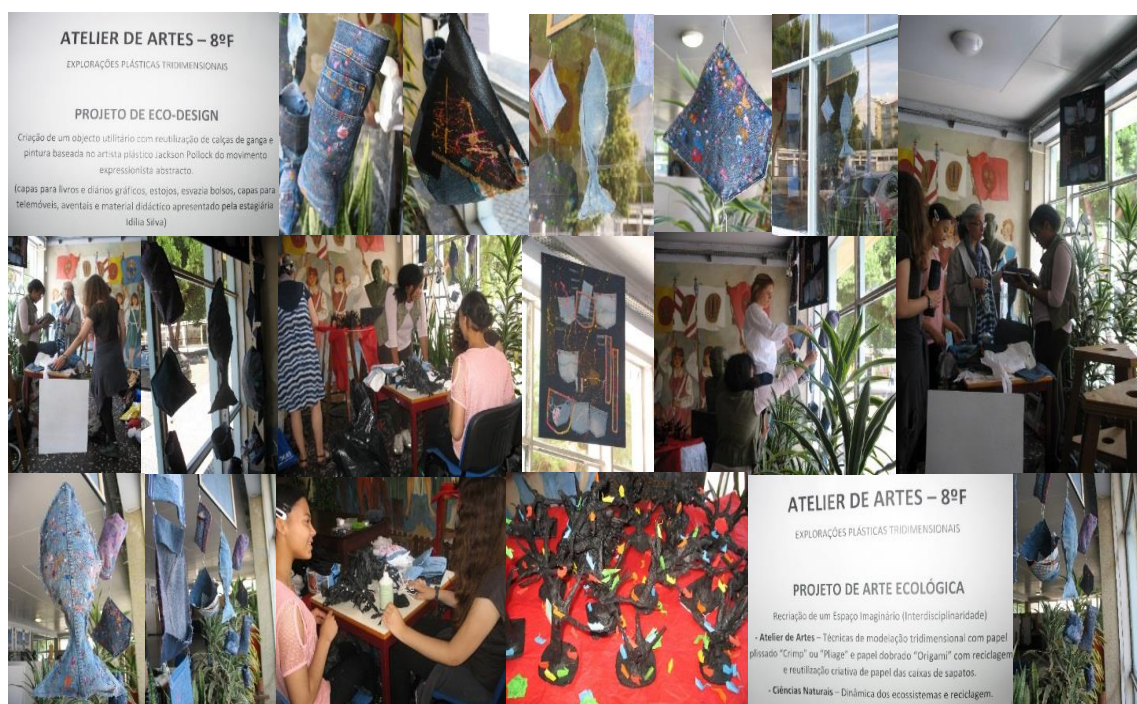 ATELIER DE ARTES – 8ºF
EXPLORAÇÕES PLÁSTICAS TRIDIMENSIONAIS
PROJETO DE ECO-DESIGN
Criação de um objecto utilitário com reutilização de calças de ganga e
pintura baseada no artista plástico Jackson Pollock do movimento
expressionista abstracto.
(capas para livros e diários gráficos, estojos, esvazia bolsos, capas para
telemóveis, aventais e material didáctico apresentado pela estagiária
Idília Silva)
ATELIER DE ARTES – 8ºF
EXPLORAÇÕES PLÁSTICAS TRIDIMENSIONAIS
PROJETO DE ARTE ECOLÓGICA
Recriação de um Espaço Imaginário (Interdisciplinaridade)
- Atelier de Artes – Técnicas de modelação tridimensional com papel
plissado "Crimp" ou "Pliage" e papel dobrado "Origami" com reciclagem
e reutilização criativa de papel das caixas de sapatos.
- Ciências Naturais – Dinâmica dos ecossistemas e reciclagem.